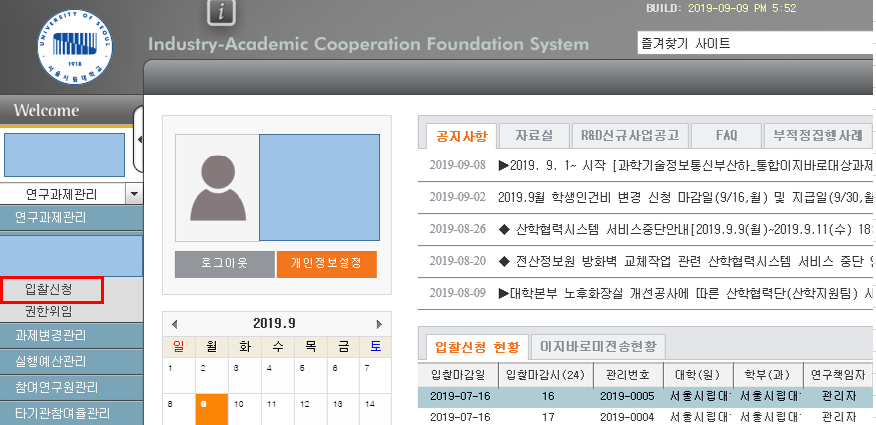 BUILD: 2019-09-09 PM 5:52
i
UNIVERSITY OF SEOUL
1918
서울시립대학교
Industry-Academic Cooperation Foundation System
즐겨찾기 사이트
Welcome
연구과제관리
연구과제관리
입찰신청
권한위임
과제변경관리
실행예산관리
참여연구원관리
타기관참여율관리
로그아웃
개인정보설정
2019.9
일 월 화 수 목 금 토
1 2 3 4 5 6 7
8 9 10 11 12 13 14
공지사항 자료실 R&D신규사업공고 FAQ 부적정집행사례
2019-09-08 ▶2019. 9. 1~ 시작 [과학기술정보통신부산하_통합이지바로대상과제
2019-09-02 2019.9월 학생인건비 변경 신청 마감일(9/16,월) 및 지급일(9/30,월
2019-08-26 ◆ 산학협력시스템 서비스중단안내[2019.9.9(월)~2019.9.11(수) 18:
2019-08-20 ◆ 전산정보원 방화벽 교체작업 관련 산학협력시스템 서비스 중단 안
2019-08-09 ▶대학본부 노후화장실 개선공사에 따른 산학협력단(산학지원팀) 사
입찰신청 현황 이지바로미전송현황
입찰마감일 입찰마감시(24) 관리번호 대학(원) 학부(과) 연구책임자
2019-07-16 16 2019-0005 서울시립대 서울시립대 관리자
2019-07-16 17 2019-0004 서울시립대 서울시립대 관리자